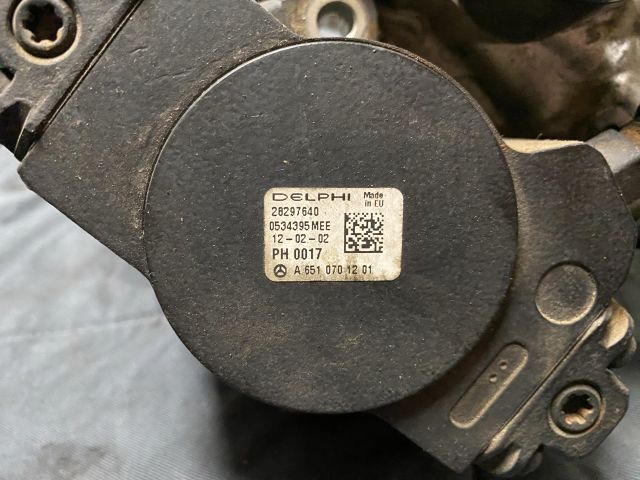 DELPHI Made in EU
28297640
0534395MEE
12-02-02
PH 0017
A 651 070 12 01